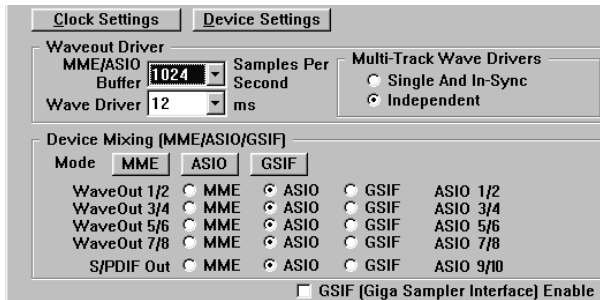 Clock Settings Device Settings
Waveout Driver
MME/ASIO Buffer 1024 Samples Per Second
Wave Driver 12 ms
Multi-Track Wave Drivers
Single And In-Sync
Independent
Device Mixing (MME/ASIO/GSIF)
Mode MME ASIO GSIF
WaveOut 1/2 MME ASIO GSIF ASIO 1/2
WaveOut 3/4 MME ASIO GSIF ASIO 3/4
WaveOut 5/6 MME ASIO GSIF ASIO 5/6
WaveOut 7/8 MME ASIO GSIF ASIO 7/8
S/PDIF Out MME ASIO GSIF ASIO 9/10
GSIF (Giga Sampler Interface) Enable